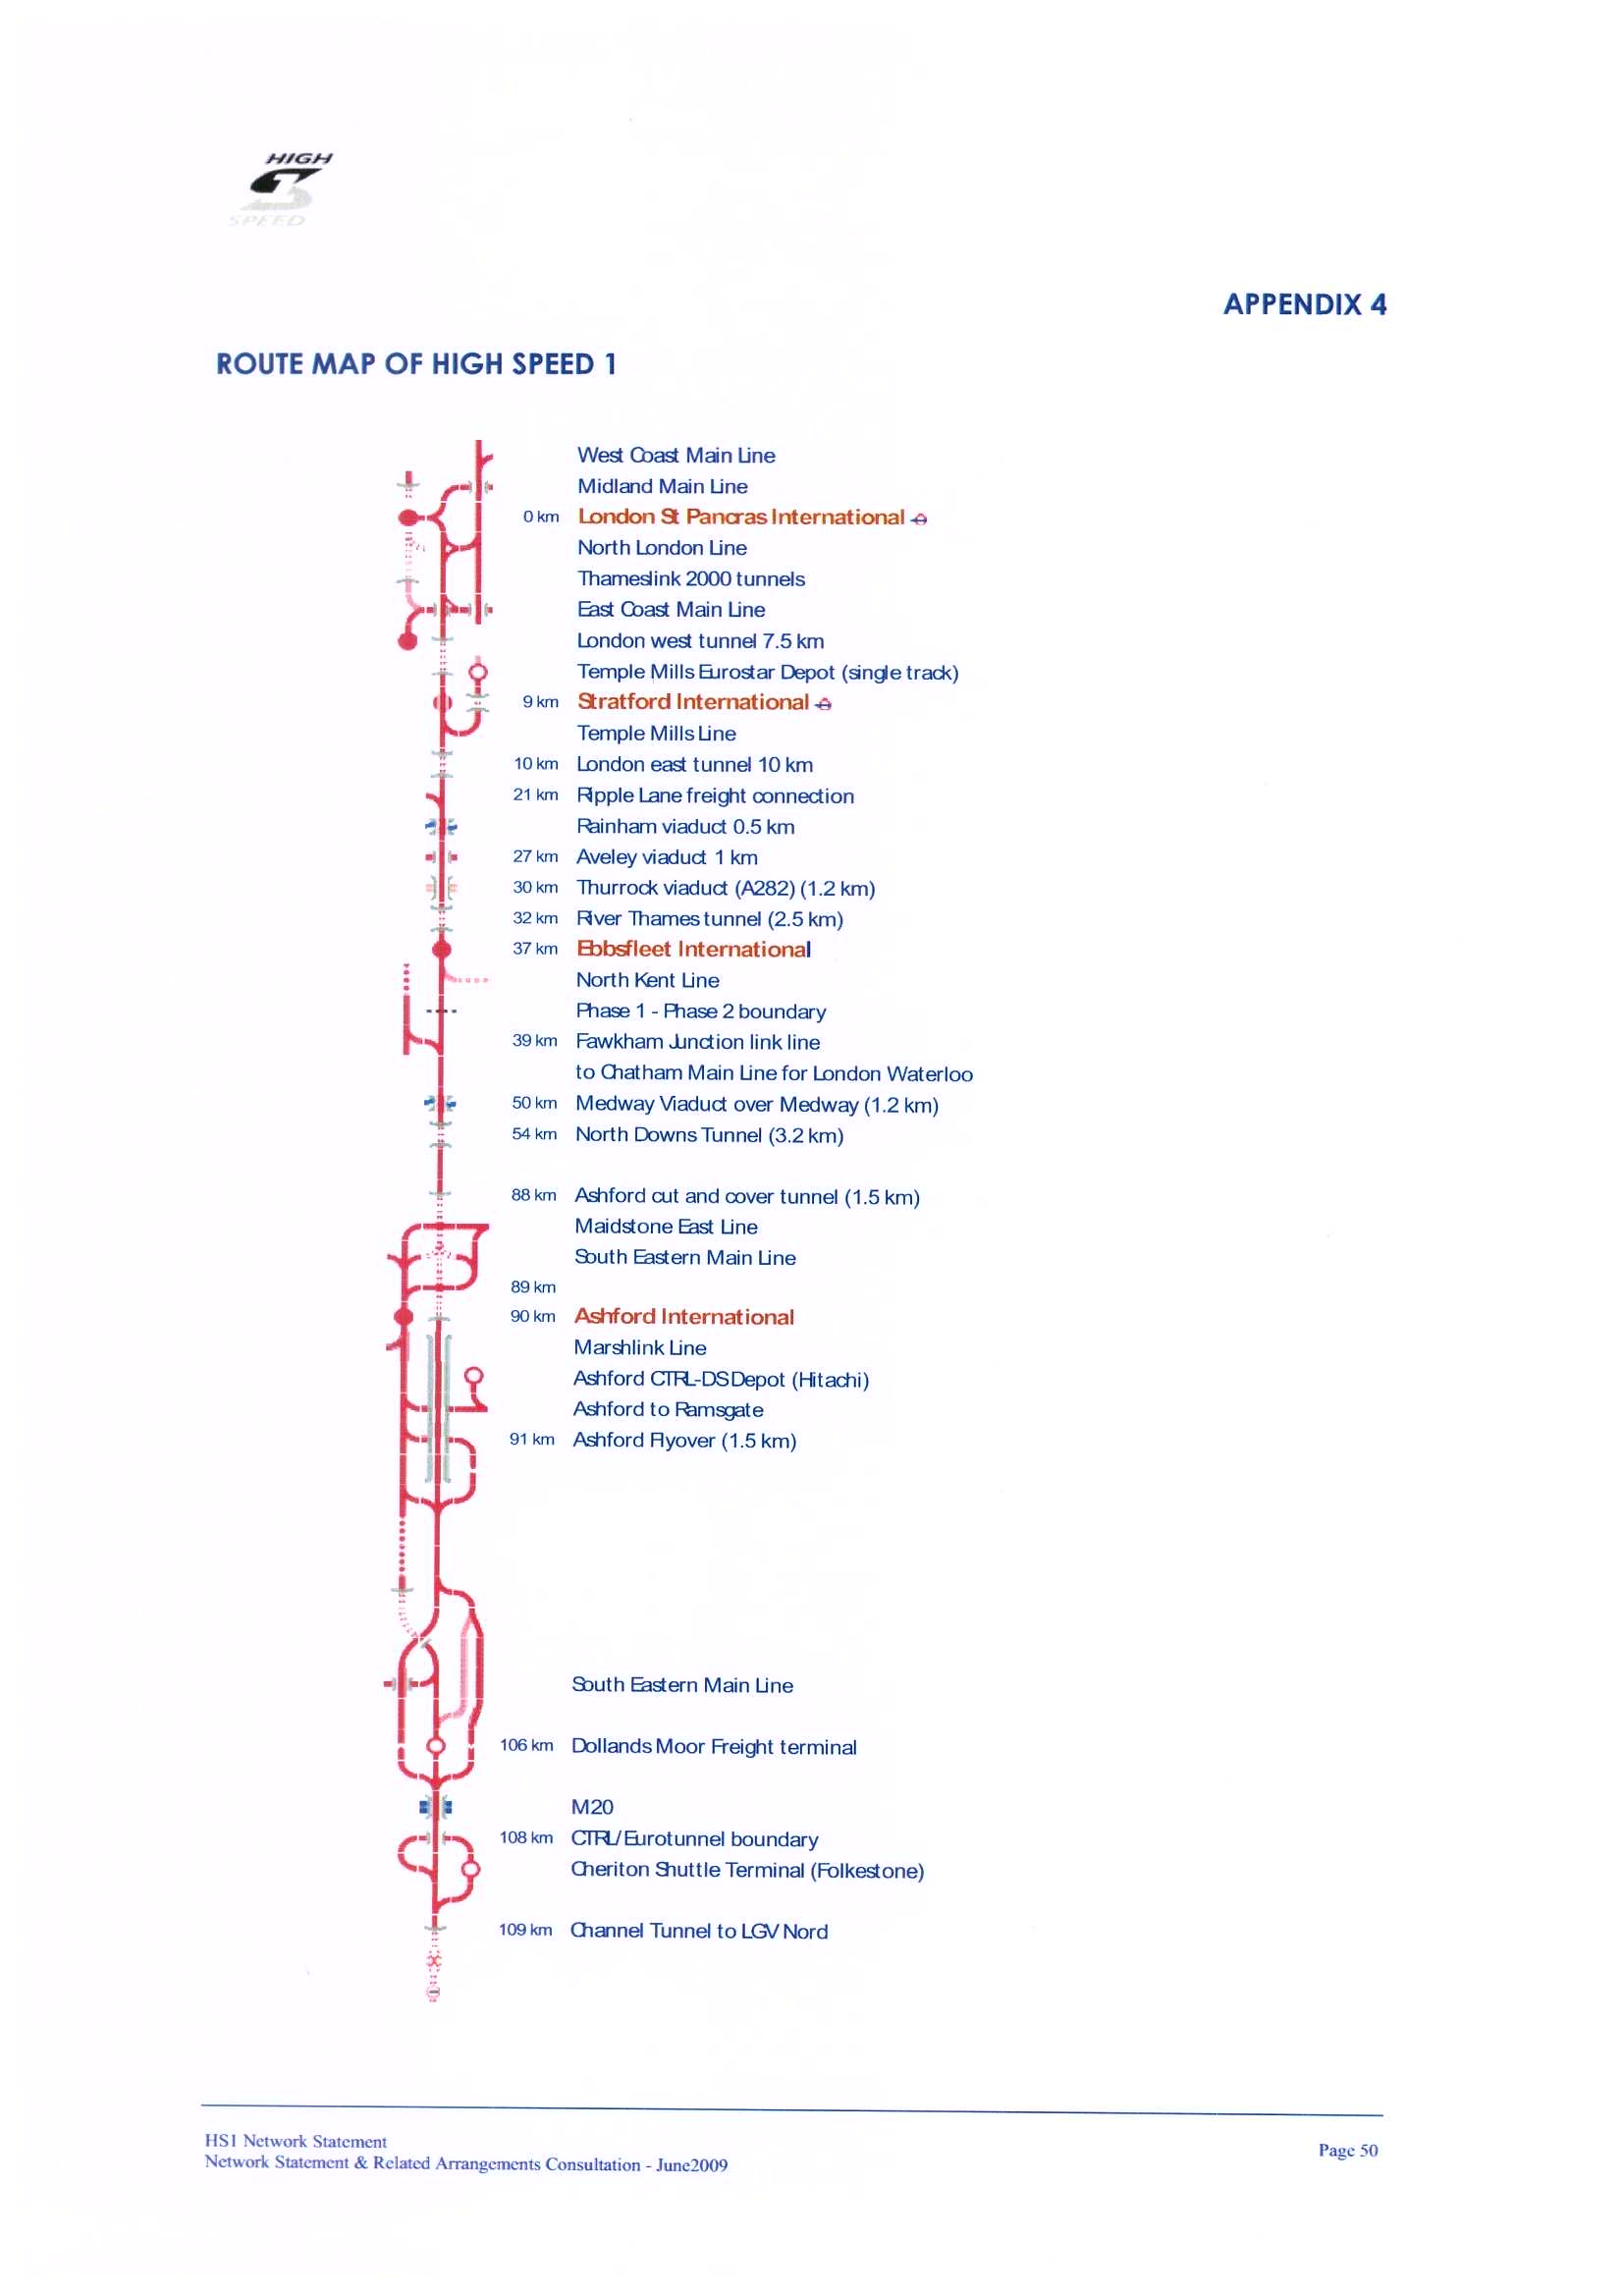 HIGH
1
SPEED
APPENDIX 4
ROUTE MAP OF HIGH SPEED 1
West Coast Main Line
Midland Main Line
0 km London St Pancras International
North London Line
Thameslink 2000 tunnels
East Coast Main Line
London west tunnel 7.5 km
Temple Mills Eurostar Depot (single track)
9 km Stratford International
Temple Mills Line
10 km London east tunnel 10 km
21 km Ripple Lane freight connection
Rainham viaduct 0.5 km
27 km Aveley viaduct 1 km
30 km Thurrock viaduct (A282) (1.2 km)
32 km River Thames tunnel (2.5 km)
37 km Ebbsfleet International
North Kent Line
Phase 1 - Phase 2 boundary
39 km Fawkham Junction link line
to Chatham Main Line for London Waterloo
50 km Medway Viaduct over Medway (1.2 km)
54 km North Downs Tunnel (3.2 km)
88 km Ashford cut and cover tunnel (1.5 km)
Maidstone East Line
South Eastern Main Line
89 km
90 km Ashford International
Marshlink Line
Ashford CTRL-DS Depot (Hitachi)
Ashford to Ramsgate
91 km Ashford Flyover (1.5 km)
South Eastern Main Line
106 km Dollands Moor Freight terminal
M20
108 km CTRL/Eurotunnel boundary
Cheriton Shuttle Terminal (Folkestone)
109 km Channel Tunnel to LGV Nord
HS1 Network Statement
Network Statement & Related Arrangements Consultation - June2009
Page 50